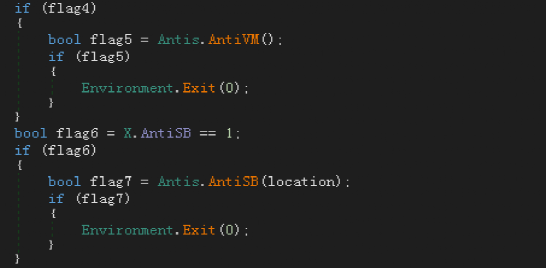 if (flag4)
{
bool flag5 = Antis.AntiVM();
if (flag5)
{
Environment.Exit(0);
}
}
bool flag6 = X.AntiSB == 1;
if (flag6)
{
bool flag7 = Antis.AntiSB(location);
if (flag7)
{
Environment.Exit(0);
}
}